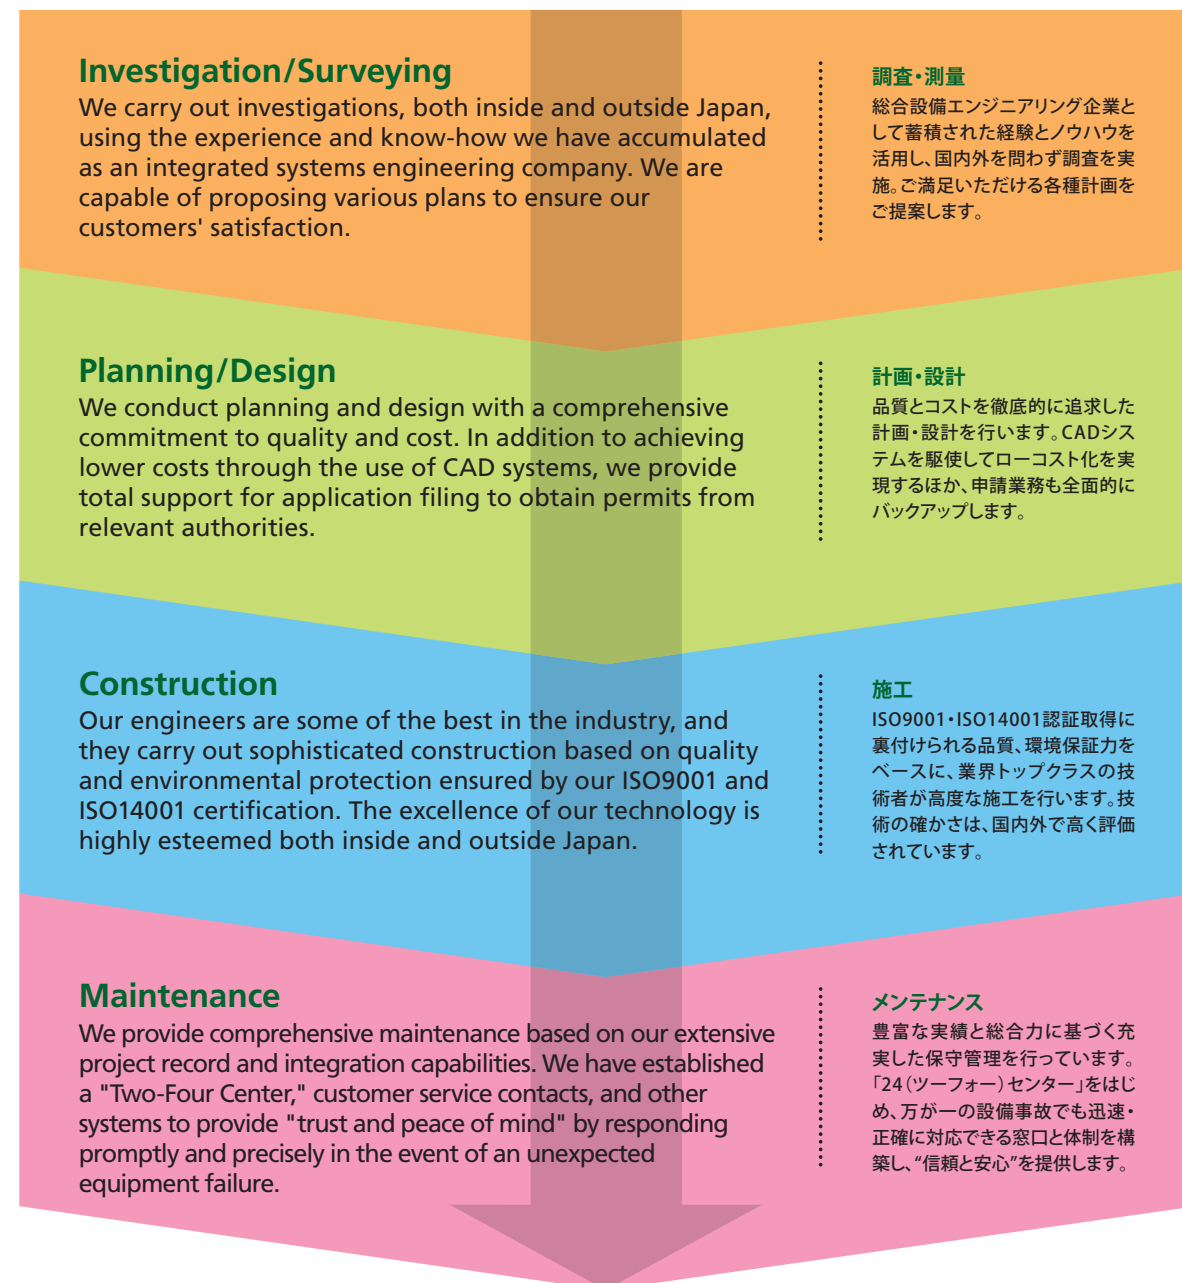 Investigation/Surveying
We carry out investigations, both inside and outside Japan,
using the experience and know-how we have accumulated
as an integrated systems engineering company. We are
capable of proposing various plans to ensure our
customers' satisfaction.
調査・測量
総合設備エンジニアリング企業と
して蓄積された経験とノウハウを
活用し、国内外を問わず調査を実
施。ご満足いただける各種計画を
ご提案します。
Planning/Design
We conduct planning and design with a comprehensive
commitment to quality and cost. In addition to achieving
lower costs through the use of CAD systems, we provide
total support for application filing to obtain permits from
relevant authorities.
計画・設計
品質とコストを徹底的に追求した
計画・設計を行います。CADシス
テムを駆使してローコスト化を実
現するほか、申請業務も全面的に
バックアップします。
Construction
Our engineers are some of the best in the industry, and
they carry out sophisticated construction based on quality
and environmental protection ensured by our ISO9001 and
ISO14001 certification. The excellence of our technology is
highly esteemed both inside and outside Japan.
施工
ISO9001・ISO14001認証取得に
裏付けられる品質、環境保証力を
ベースに、業界トップクラスの技
術者が高度な施工を行います。技
術の確かさは、国内外で高く評価
されています。
Maintenance
We provide comprehensive maintenance based on our extensive
project record and integration capabilities. We have established
a "Two-Four Center," customer service contacts, and other
systems to provide "trust and peace of mind" by responding
promptly and precisely in the event of an unexpected
equipment failure.
メンテナンス
豊富な実績と総合力に基づく充
実した保守管理を行っています。
「24（ツーフォー）センター」をはじ
め、万が一の設備事故でも迅速・
正確に対応できる窓口と体制を構
築し、“信頼と安心”を提供します。